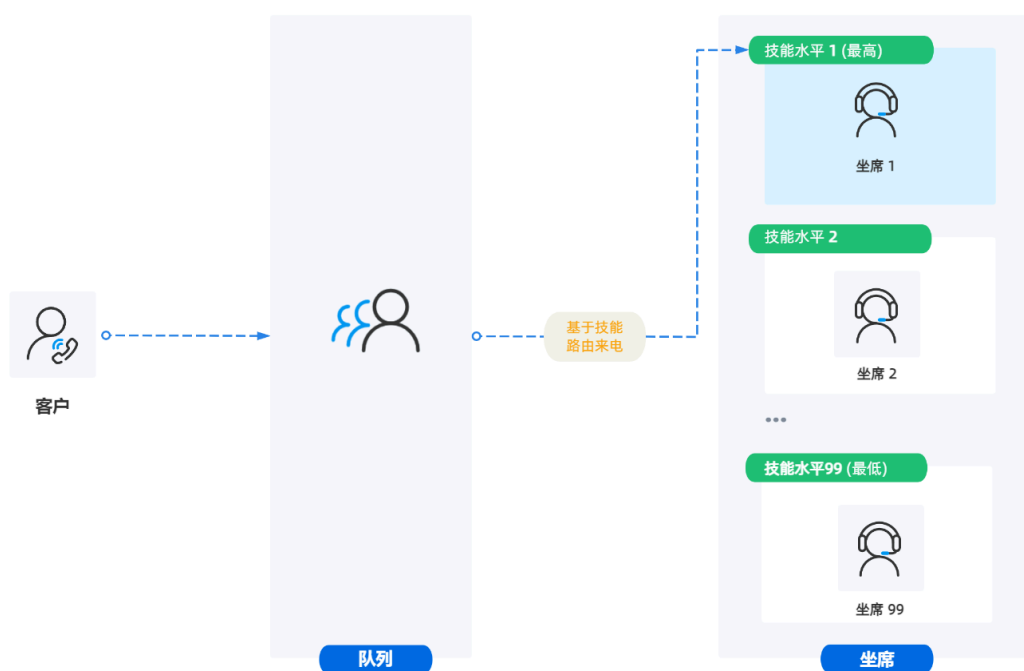 技能水平 1 (最高)
坐席 1
技能水平 2
坐席 2
基于技能
路由来电
客户
技能水平99 (最低)
坐席 99
队列
坐席